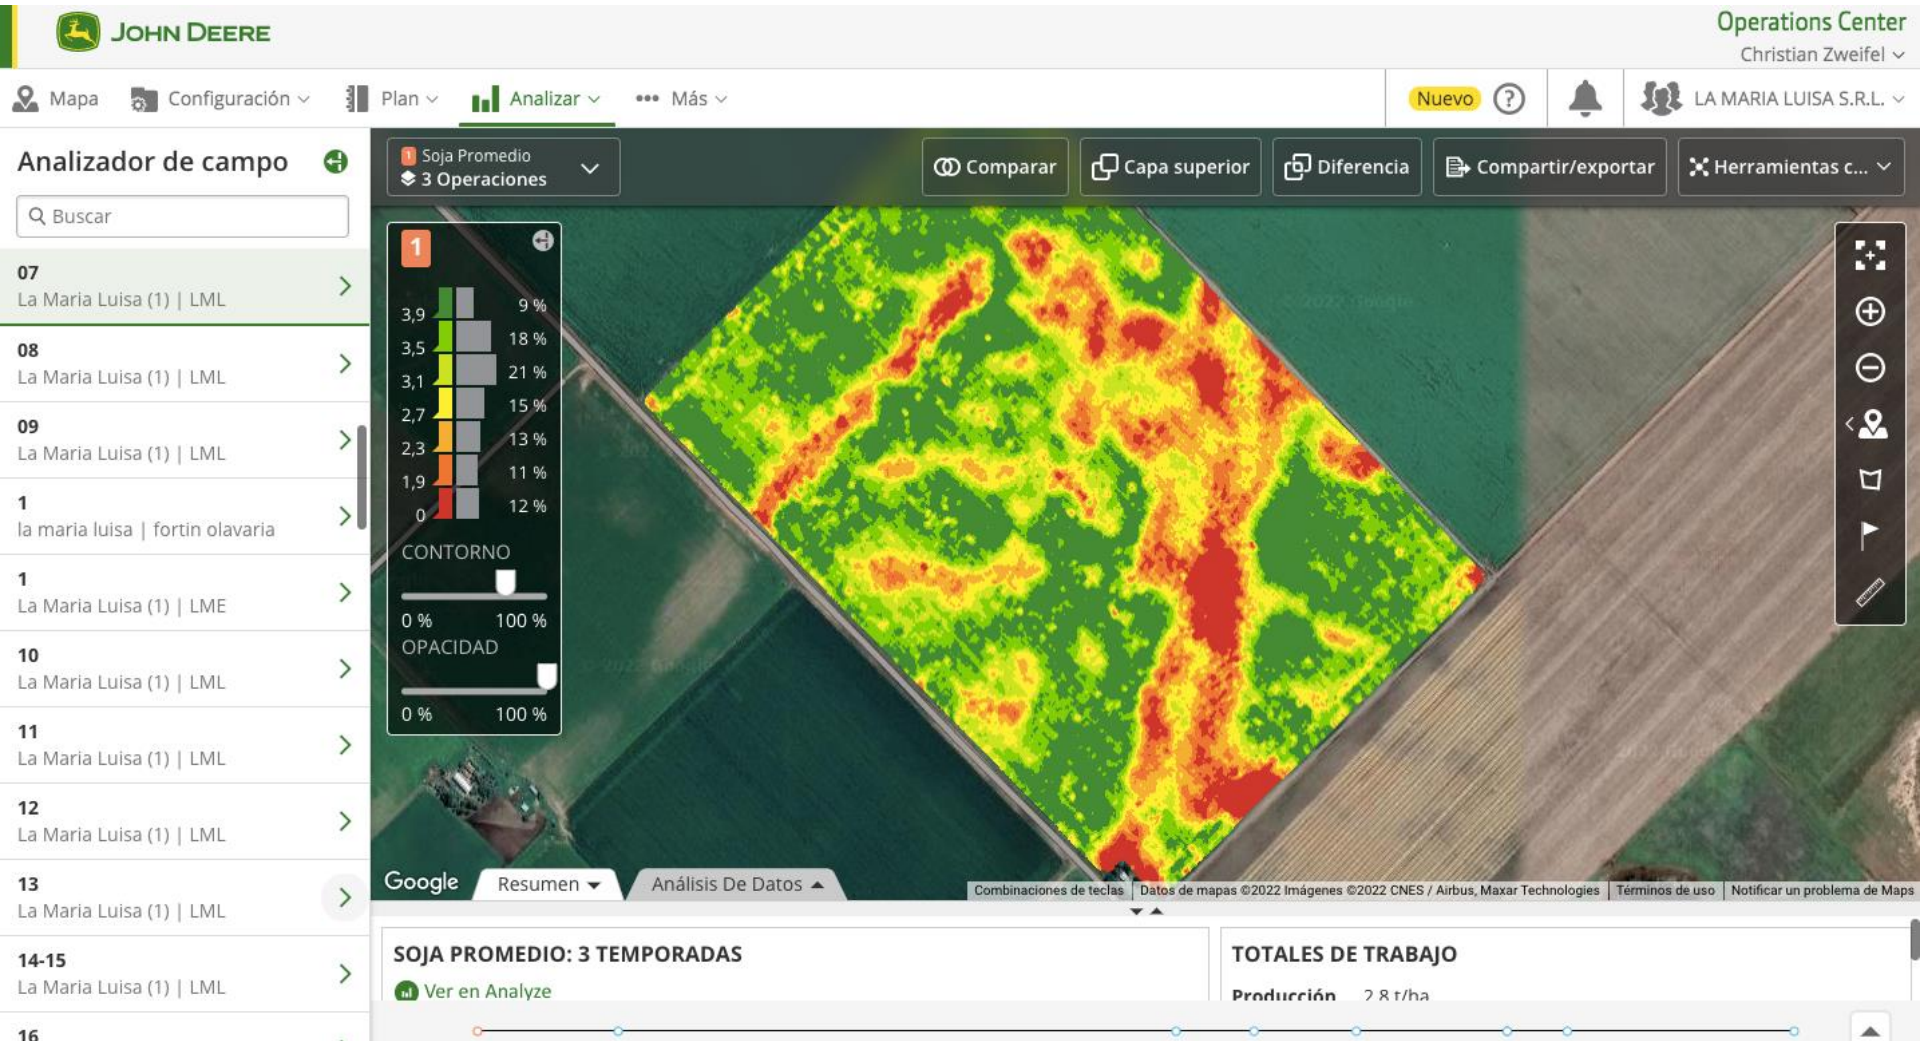 JOHN DEERE
Operations Center
Christian Zweifel
Mapa
Configuración
Plan
Analizar
Más
Nuevo
LA MARIA LUISA S.R.L.
Analizador de campo
Buscar
07
La Maria Luisa (1) | LML
08
La Maria Luisa (1) | LML
09
La Maria Luisa (1) | LML
1
la maria luisa | fortin olavaria
1
La Maria Luisa (1) | LME
10
La Maria Luisa (1) | LML
11
La Maria Luisa (1) | LML
12
La Maria Luisa (1) | LML
13
La Maria Luisa (1) | LML
14-15
La Maria Luisa (1) | LML
16
1 Soja Promedio
3 Operaciones
Comparar
Capa superior
Diferencia
Compartir/exportar
Herramientas c...
1
9 %
3,9
18 %
3,5
21 %
3,1
15 %
2,7
13 %
2,3
11 %
1,9
12 %
0
CONTORNO
0 % 100 %
OPACIDAD
0 % 100 %
Google
Resumen
Análisis De Datos
Combinaciones de teclas
Datos de mapas ©2022 Imágenes ©2022 CNES / Airbus, Maxar Technologies
Términos de uso
Notificar un problema de Maps
SOJA PROMEDIO: 3 TEMPORADAS
Ver en Analyze
TOTALES DE TRABAJO
Producción 2.8 t/ha